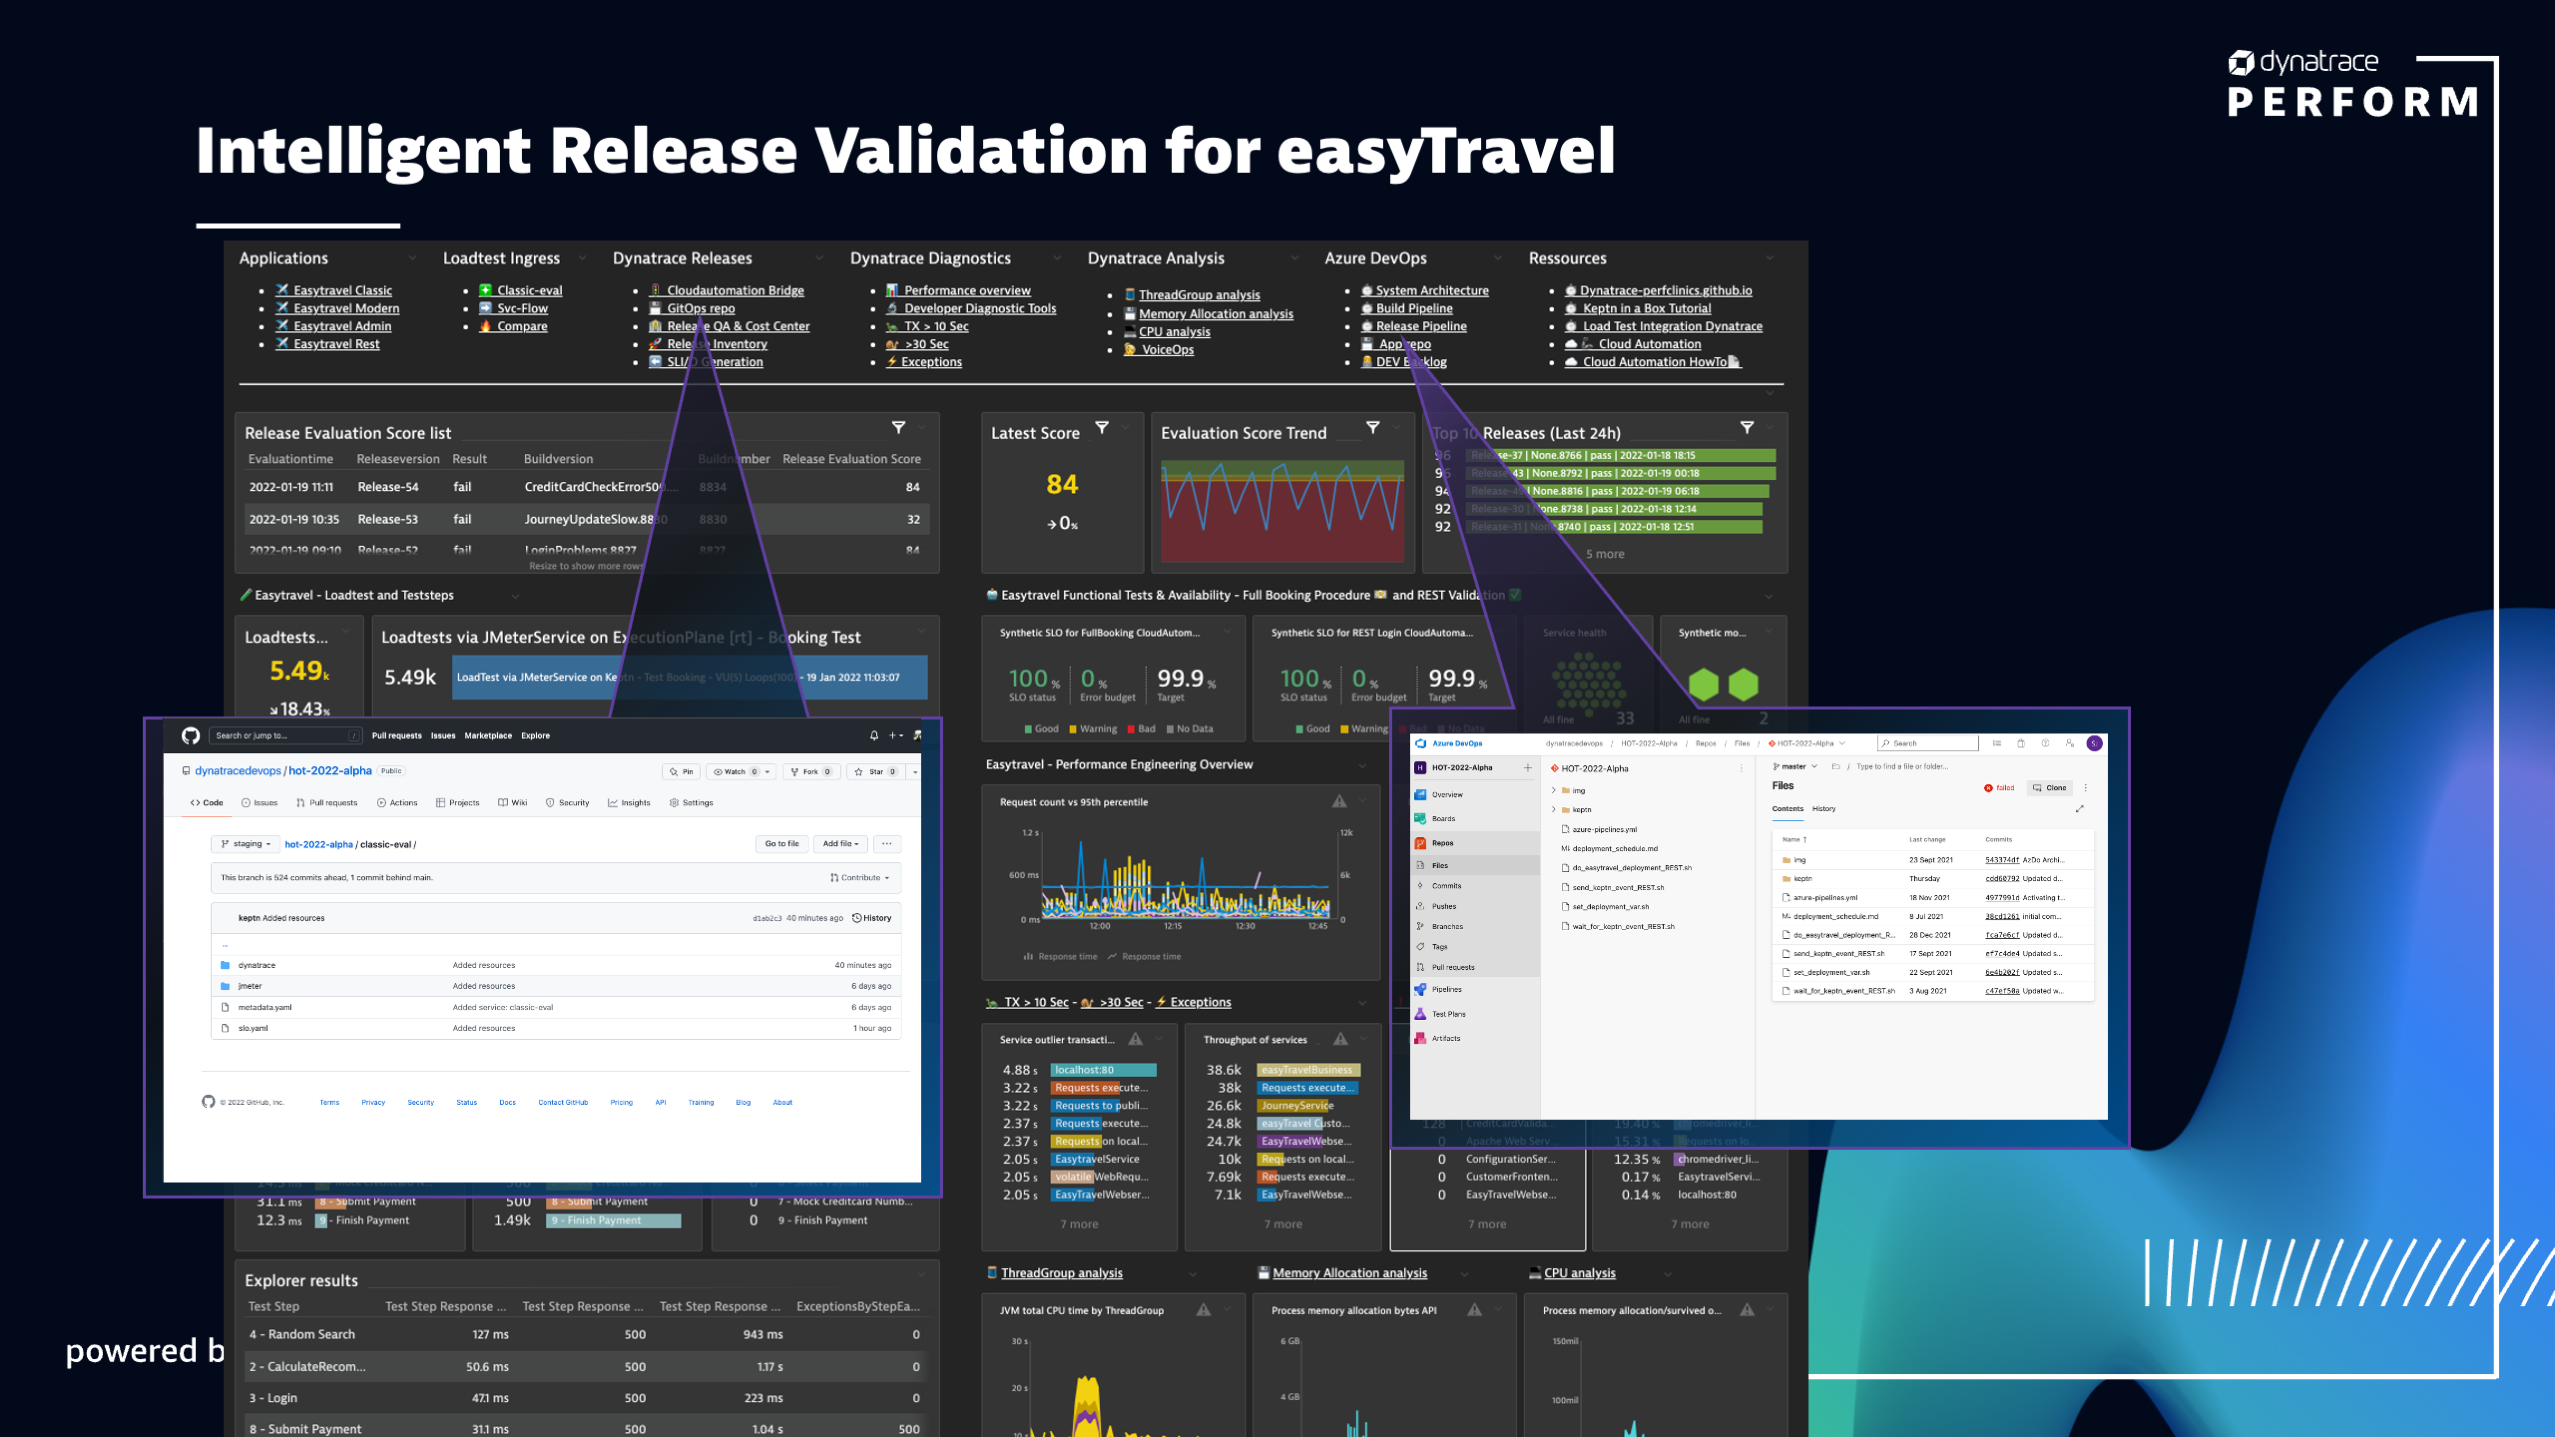 dynatrace
PERFORM
Intelligent Release Validation for easyTravel
Applications
Easytravel Classic
Easytravel Modern
Easytravel Admin
Easytravel Rest
Loadtest Ingress
Classic-eval
Svc-Flow
Compare
Dynatrace Releases
Cloudautomation Bridge
GitOps repo
Release QA & Cost Center
Release Inventory
SLI/O Generation
Dynatrace Diagnostics
Performance overview
Developer Diagnostic Tools
TX > 10 Sec
>30 Sec
Exceptions
Dynatrace Analysis
ThreadGroup analysis
Memory Allocation analysis
CPU analysis
VoiceOps
Azure DevOps
System Architecture
Build Pipeline
Release Pipeline
App repo
DEV Backlog
Ressources
Dynatrace-perfclinics.github.io
Keptn in a Box Tutorial
Load Test Integration Dynatrace
Cloud Automation
Cloud Automation HowTo
Release Evaluation Score list
Evaluationtime Releaseversion Result Buildversion Buildnumber Release Evaluation Score
2022-01-19 11:11 Release-54 fail CreditCardCheckError500.... 8834 84
2022-01-19 10:35 Release-53 fail JourneyUpdateSlow.8830 8830 32
2022-01-19 09:10 Release-52 fail LoginProblems.8827 8827 84
Resize to show more rows
Latest Score
84
→0%
Evaluation Score Trend
Top 10 Releases (Last 24h)
96 Release-37 | None.8766 | pass | 2022-01-18 18:15
95 Release-43 | None.8792 | pass | 2022-01-19 00:18
94 Release-49 | None.8816 | pass | 2022-01-19 06:18
92 Release-30 | None.8738 | pass | 2022-01-18 12:14
92 Release-31 | None.8740 | pass | 2022-01-18 12:51
5 more
Easytravel - Loadtest and Teststeps
Loadtests...
5.49k
18.43%
Loadtests via JMeterService on ExecutionPlane [rt] - Booking Test
5.49k LoadTest via JMeterService on Keptn - Test Booking - VU(5) Loops(100) - 19 Jan 2022 11:03:07
Easytravel Functional Tests & Availability - Full Booking Procedure and REST Validation
Synthetic SLO for FullBooking CloudAutom...
100 % 0 % 99.9 %
SLO status Error budget Target
Good Warning Bad No Data
Synthetic SLO for REST Login CloudAutoma...
100 % 0 % 99.9 %
SLO status Error budget Target
Good Warning Bad No Data
Service health
All fine 33
Synthetic mo...
All fine 2
Search or jump to... / Pull requests Issues Marketplace Explore
dynatracedevops / hot-2022-alpha Public
Pin Watch 0 Fork 0 Star 0
Code Issues Pull requests Actions Projects Wiki Security Insights Settings
staging hot-2022-alpha / classic-eval / Go to file Add file ...
This branch is 524 commits ahead, 1 commit behind main. Contribute
keptn Added resources d1ab2c3 40 minutes ago History
..
dynatrace Added resources 40 minutes ago
jmeter Added resources 6 days ago
metadata.yaml Added service: classic-eval 6 days ago
slo.yaml Added resources 1 hour ago
© 2022 GitHub, Inc. Terms Privacy Security Status Docs Contact GitHub Pricing API Training Blog About
31.1 ms 8 - Submit Payment
12.3 ms 9 - Finish Payment
500 8 - Submit Payment
1.49k 9 - Finish Payment
0 7 - Mock Creditcard Numb...
0 9 - Finish Payment
Easytravel - Performance Engineering Overview
Request count vs 95th percentile
1.2 s 12k
600 ms 6k
0 ms 0
12:00 12:15 12:30 12:45
Response time Response time
TX > 10 Sec - >30 Sec - Exceptions
Service outlier transacti...
4.88 s localhost:80
3.22 s Requests execute...
3.22 s Requests to publi...
2.37 s Requests execute...
2.37 s Requests on local...
2.05 s EasytravelService
2.05 s volatile WebRequ...
2.05 s EasyTravelWebser...
7 more
Throughput of services
38.6k easyTravelBusiness
38k Requests execute...
26.6k JourneyService
24.8k easyTravel Custo...
24.7k EasyTravelWebse...
10k Requests on local...
7.69k Requests execute...
7.1k EasyTravelWebse...
7 more
128 CreditCardValida...
0 Apache Web Serv...
0 ConfigurationSer...
0 CustomerFronten...
0 EasyTravelWebse...
7 more
19.40 % chromedriver_li...
15.31 % Requests on lo...
12.35 % chromedriver_li...
0.17 % EasytravelServi...
0.14 % localhost:80
7 more
Azure DevOps dynatracedevops / HOT-2022-Alpha / Repos / Files / HOT-2022-Alpha Search SJ
H HOT-2022-Alpha +
Overview
Boards
Repos
Files
Commits
Pushes
Branches
Tags
Pull requests
Pipelines
Test Plans
Artifacts
HOT-2022-Alpha
img
keptn
azure-pipelines.yml
M↓ deployment_schedule.md
do_easytravel_deployment_REST.sh
send_keptn_event_REST.sh
set_deployment_var.sh
wait_for_keptn_event_REST.sh
master / Type to find a file or folder...
Files failed Clone
Contents History
Name ↑ Last change Commits
img 23 Sept 2021 543374df AzDo Archi...
keptn Thursday cdd60792 Updated d...
azure-pipelines.yml 18 Nov 2021 4977991d Activating t...
M↓ deployment_schedule.md 8 Jul 2021 38cd1261 initial com...
do_easytravel_deployment_R... 28 Dec 2021 fca7e6cf Updated d...
send_keptn_event_REST.sh 17 Sept 2021 ef7c4de4 Updated s...
set_deployment_var.sh 22 Sept 2021 6e4b202f Updated s...
wait_for_keptn_event_REST.sh 3 Aug 2021 c47ef50a Updated w...
Explorer results
Test Step Test Step Response ... Test Step Response ... Test Step Response ... ExceptionsByStepEa...
4 - Random Search 127 ms 500 943 ms 0
2 - CalculateRecom... 50.6 ms 500 1.17 s 0
3 - Login 47.1 ms 500 223 ms 0
8 - Submit Payment 31.1 ms 500 1.04 s 500
ThreadGroup analysis
JVM total CPU time by ThreadGroup
30 s
20 s
10 s
Memory Allocation analysis
Process memory allocation bytes API
6 GB
4 GB
CPU analysis
Process memory allocation/survived o...
150mil
100mil
powered b